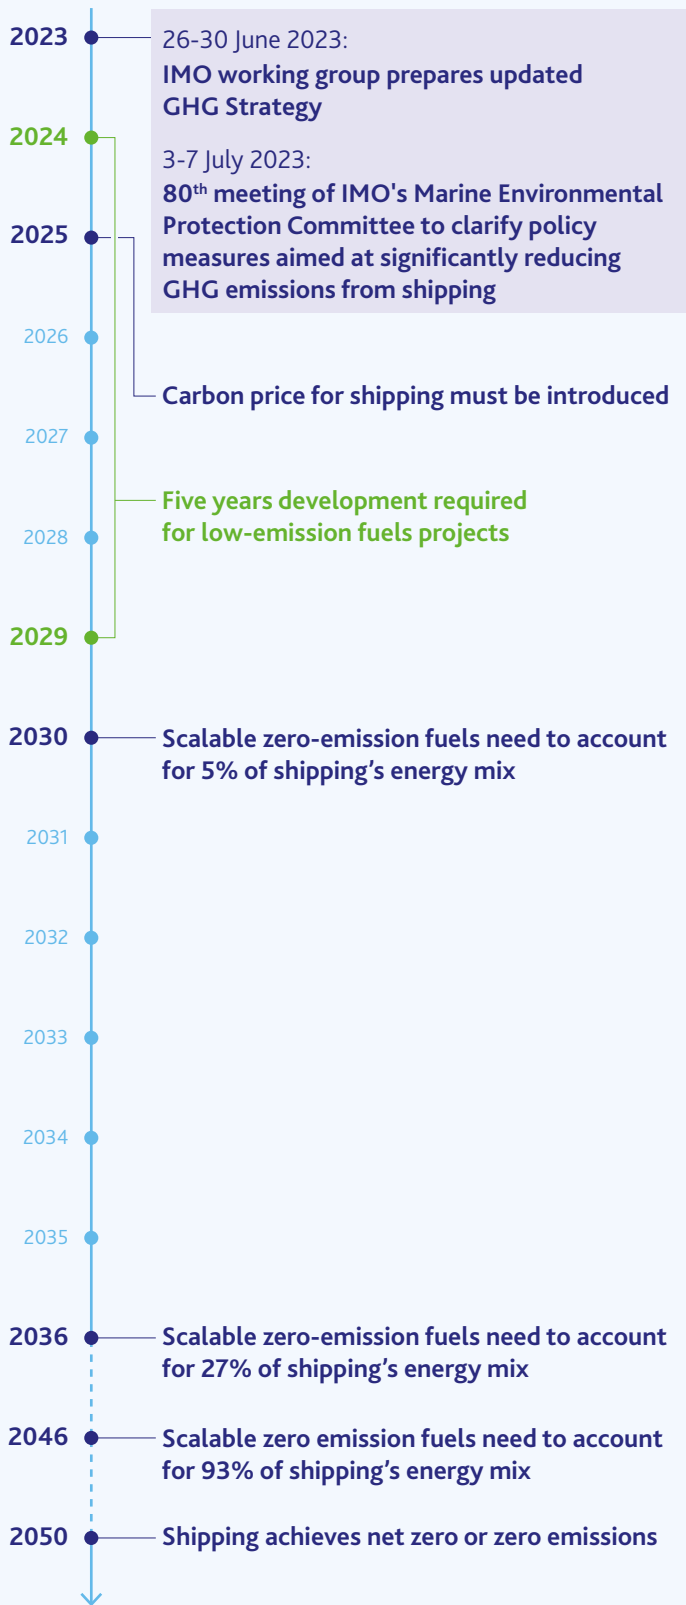 2023
26-30 June 2023:
IMO working group prepares updated
GHG Strategy
2024
3-7 July 2023:
80th meeting of IMO's Marine Environmental
Protection Committee to clarify policy
measures aimed at significantly reducing
GHG emissions from shipping
2025
2026
Carbon price for shipping must be introduced
2027
Five years development required
for low-emission fuels projects
2028
2029
2030
Scalable zero-emission fuels need to account
for 5% of shipping’s energy mix
2031
2032
2033
2034
2035
2036
Scalable zero-emission fuels need to account
for 27% of shipping’s energy mix
2046
Scalable zero emission fuels need to account
for 93% of shipping’s energy mix
2050
Shipping achieves net zero or zero emissions